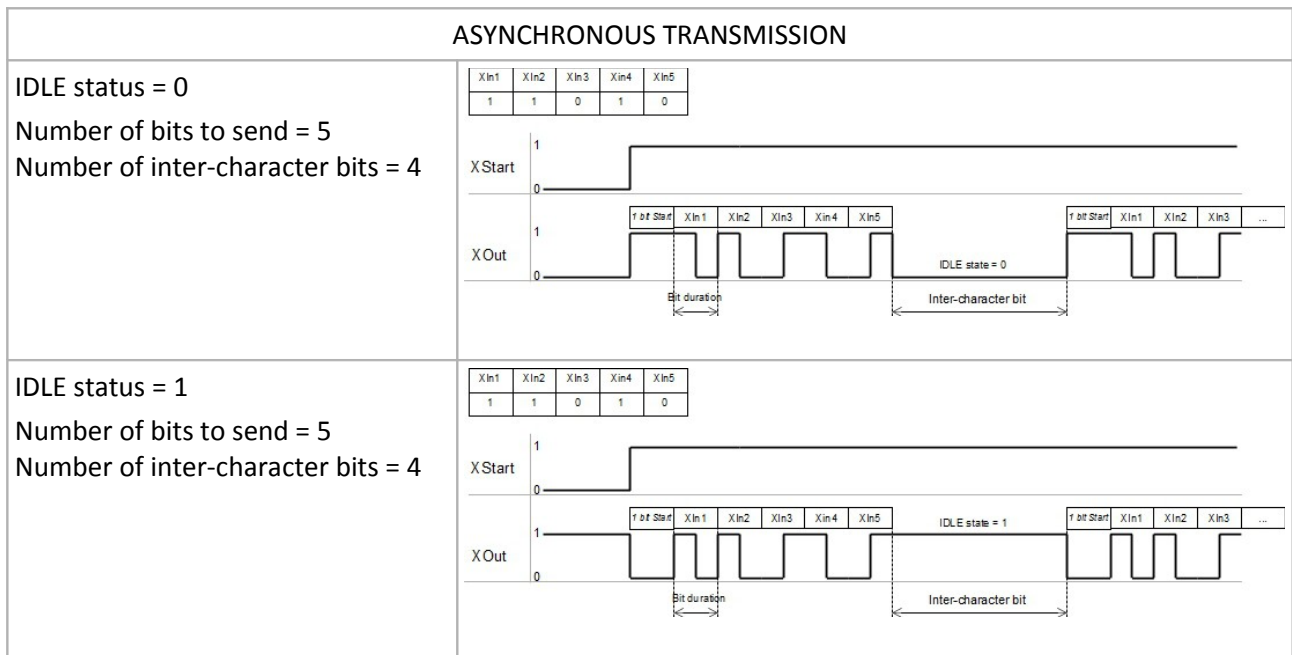 ASYNCHRONOUS TRANSMISSION
IDLE status = 0
Number of bits to send = 5
Number of inter-character bits = 4
XIn1 XIn2 XIn3 Xin4 XIn5
1 1 0 1 0
1
X Start
0
1 bit Start XIn1 XIn2 XIn3 Xin4 XIn5 1 bit Start XIn1 XIn2 XIn3 ...
1
X Out
IDLE state = 0
0
Bit duration Inter-character bit
IDLE status = 1
Number of bits to send = 5
Number of inter-character bits = 4
XIn1 XIn2 XIn3 Xin4 XIn5
1 1 0 1 0
1
X Start
0
1 bit Start XIn1 XIn2 XIn3 Xin4 XIn5 IDLE state = 1 1 bit Start XIn1 XIn2 XIn3 ...
1
X Out
0
Bit duration Inter-character bit